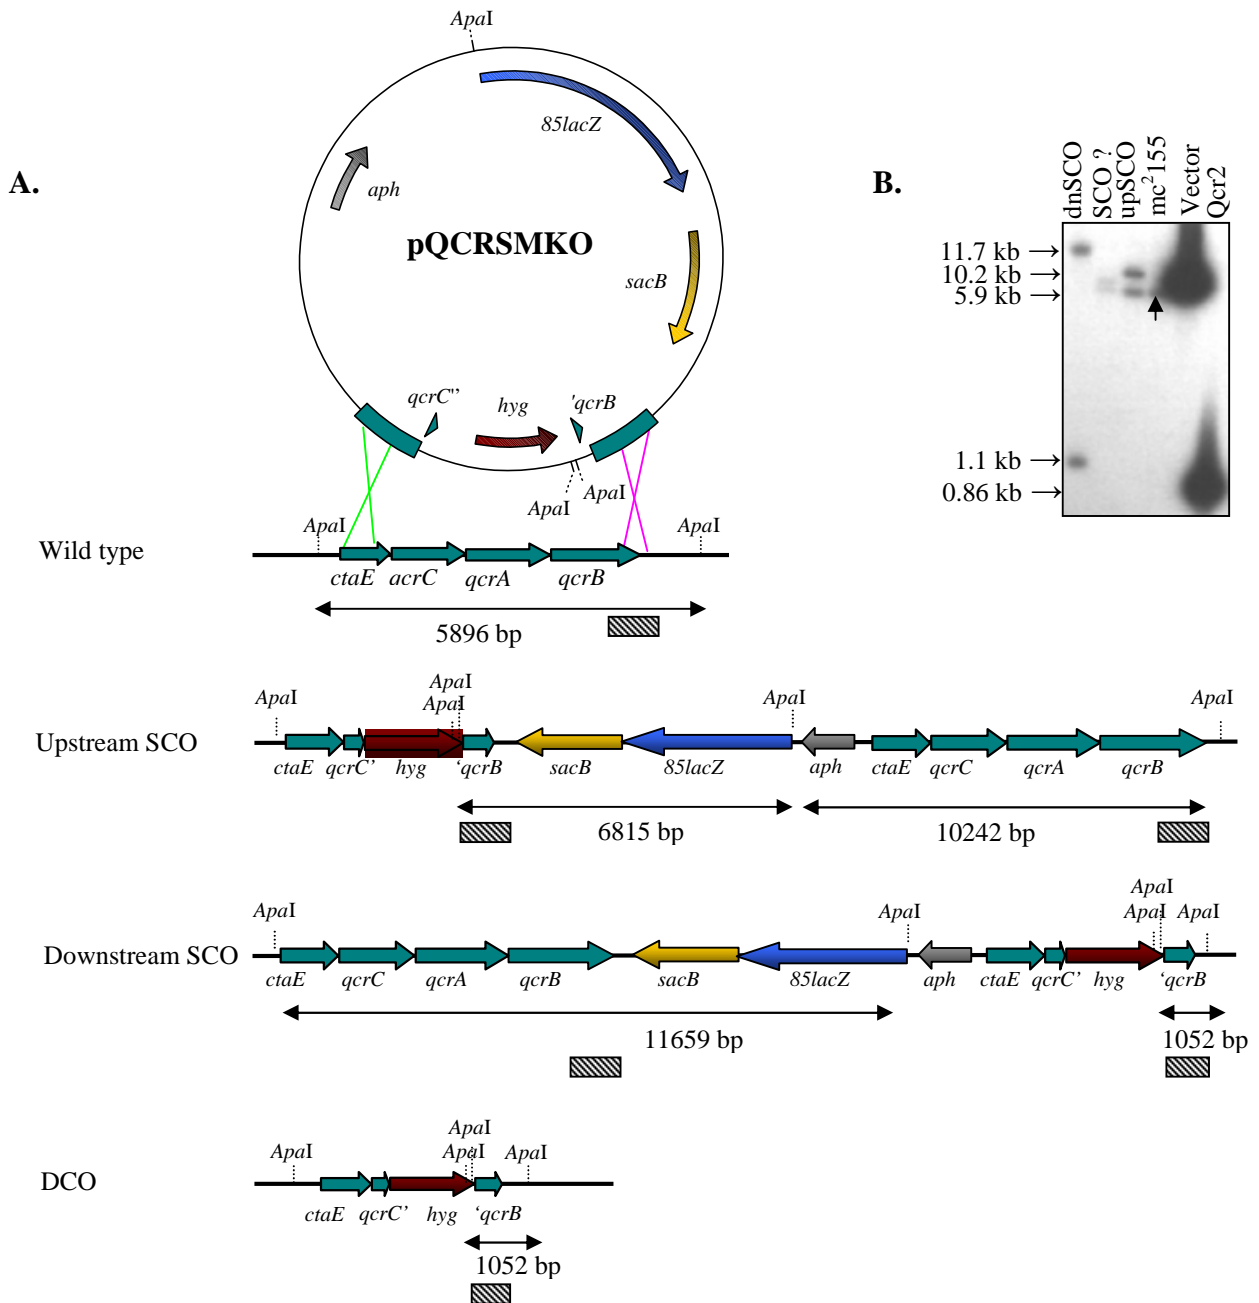 ApaI
85lacZ
A.
aph
pQCRSMKO
sacB
qcrC''
hyg
'qcrB
ApaI
ApaI
B.
dnSCO
SCO ?
upSCO
mc²155
Vector
Qcr2
11.7 kb →
10.2 kb →
5.9 kb →
1.1 kb →
0.86 kb →
Wild type
ApaI
ApaI
ctaE
acrC
qcrA
qcrB
5896 bp
Upstream SCO
ApaI
ApaI
ApaI
ApaI
ApaI
ctaE
qcrC'
hyg
‘qcrB
sacB
85lacZ
aph
ctaE
qcrC
qcrA
qcrB
6815 bp
10242 bp
Downstream SCO
ApaI
ApaI
ApaI
ApaI
ApaI
ctaE
qcrC
qcrA
qcrB
sacB
85lacZ
aph
ctaE
qcrC'
hyg
‘qcrB
11659 bp
1052 bp
DCO
ApaI
ApaI
ApaI
ApaI
ctaE
qcrC’
hyg
‘qcrB
1052 bp